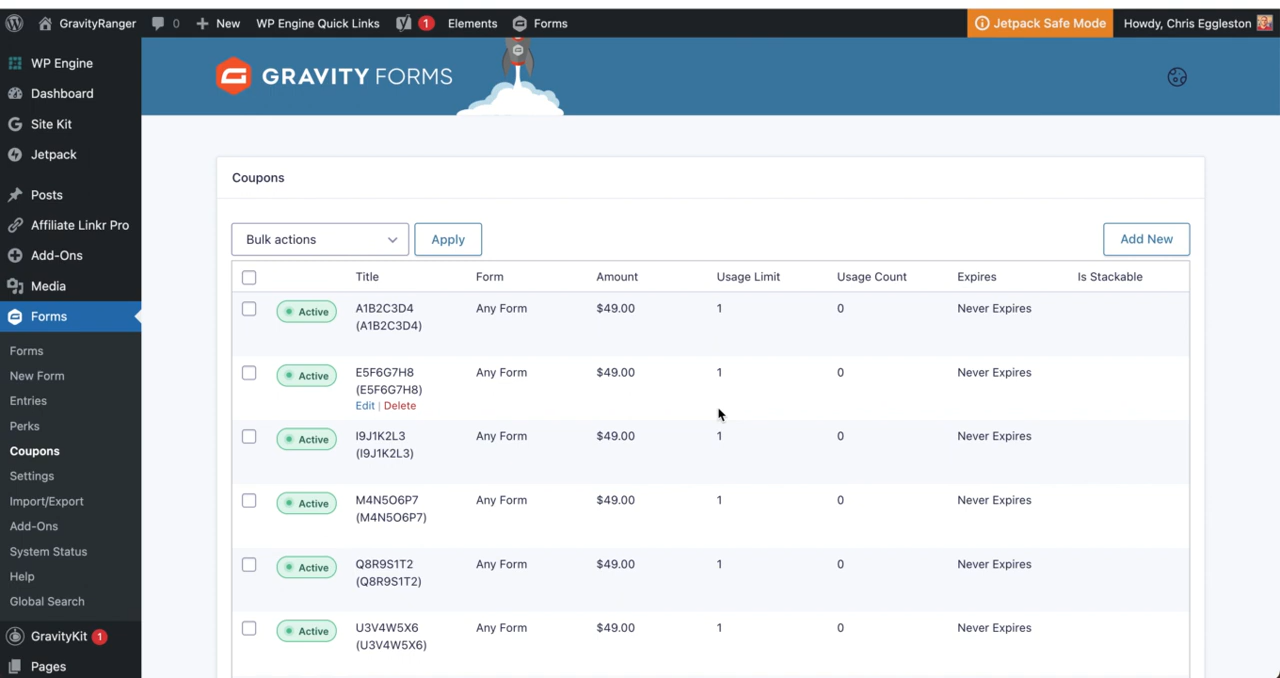 GravityRanger 0 New WP Engine Quick Links 1 Elements Forms Jetpack Safe Mode Howdy, Chris Eggleston
WP Engine
Dashboard
Site Kit
Jetpack
Posts
Affiliate Linkr Pro
Add-Ons
Media
Forms
Forms
New Form
Entries
Perks
Coupons
Settings
Import/Export
Add-Ons
System Status
Help
Global Search
GravityKit 1
Pages
GRAVITY FORMS
Coupons
Bulk actions Apply Add New
Title Form Amount Usage Limit Usage Count Expires Is Stackable
Active A1B2C3D4 Any Form $49.00 1 0 Never Expires
(A1B2C3D4)
Active E5F6G7H8 Any Form $49.00 1 0 Never Expires
(E5F6G7H8)
Edit | Delete
Active I9J1K2L3 Any Form $49.00 1 0 Never Expires
(I9J1K2L3)
Active M4N5O6P7 Any Form $49.00 1 0 Never Expires
(M4N5O6P7)
Active Q8R9S1T2 Any Form $49.00 1 0 Never Expires
(Q8R9S1T2)
Active U3V4W5X6 Any Form $49.00 1 0 Never Expires
(U3V4W5X6)